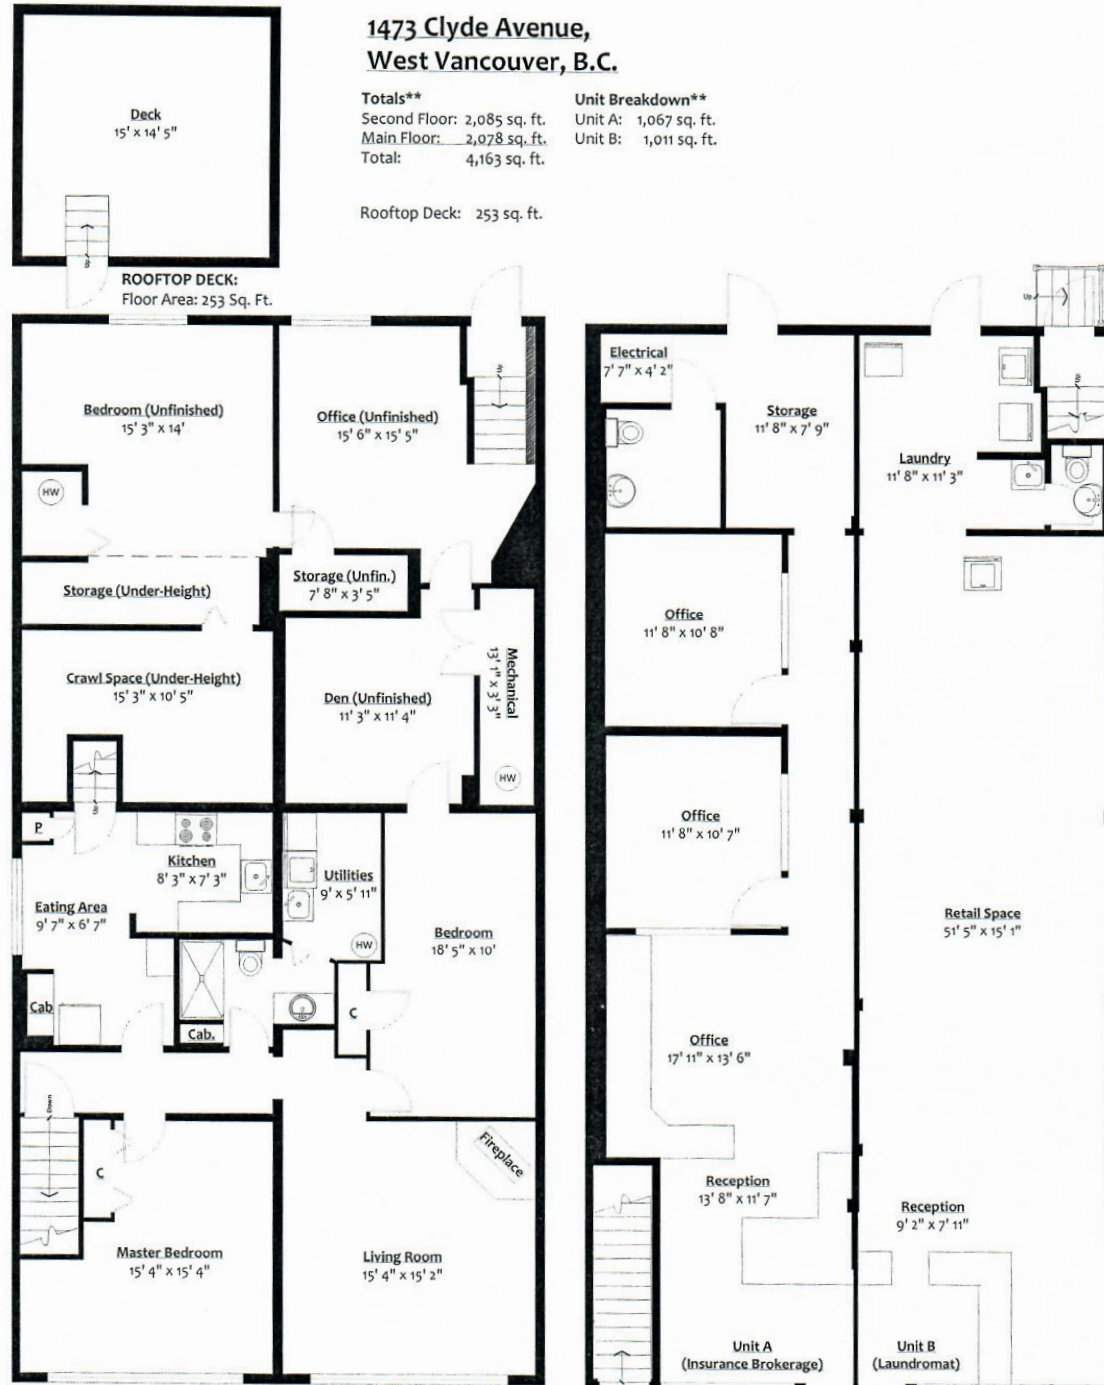 1473 Clyde Avenue,
West Vancouver, B.C.
Totals**
Second Floor: 2,085 sq. ft.
Main Floor: 2,078 sq. ft.
Total: 4,163 sq. ft.
Unit Breakdown**
Unit A: 1,067 sq. ft.
Unit B: 1,011 sq. ft.
Rooftop Deck: 253 sq. ft.
Deck
15' x 14' 5"
Up
ROOFTOP DECK:
Floor Area: 253 Sq. Ft.
Bedroom (Unfinished)
15' 3" x 14'
Office (Unfinished)
15' 6" x 15' 5"
Up
HW
Storage (Under-Height)
Storage (Unfin.)
7' 8" x 3' 5"
Crawl Space (Under-Height)
15' 3" x 10' 5"
Den (Unfinished)
11' 3" x 11' 4"
Mechanical
13' 1" x 3' 3"
HW
Up
P
Kitchen
8' 3" x 7' 3"
Eating Area
9' 7" x 6' 7"
Utilities
9' x 5' 11"
HW
Bedroom
18' 5" x 10'
Cab
Cab.
C
Down
C
Fireplace
Master Bedroom
15' 4" x 15' 4"
Living Room
15' 4" x 15' 2"
Electrical
7' 7" x 4' 2"
Storage
11' 8" x 7' 9"
Up
Up
Laundry
11' 8" x 11' 3"
Office
11' 8" x 10' 8"
Office
11' 8" x 10' 7"
Retail Space
51' 5" x 15' 1"
Office
17' 11" x 13' 6"
Reception
13' 8" x 11' 7"
Reception
9' 2" x 7' 11"
Unit A
(Insurance Brokerage)
Unit B
(Laundromat)